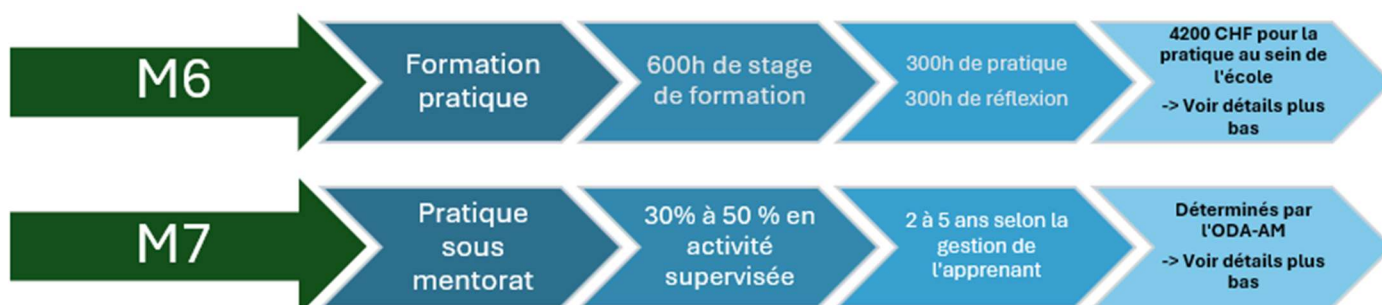 M6
Formation
pratique
600h de stage
de formation
300h de pratique
300h de réflexion
4200 CHF pour la
pratique au sein de
l'école
-> Voir détails plus
bas
M7
Pratique
sous
mentorat
30% à 50 % en
activité
supervisée
2 à 5 ans selon la
gestion de
l'apprenant
Déterminés par
l'ODA-AM
-> Voir détails plus
bas